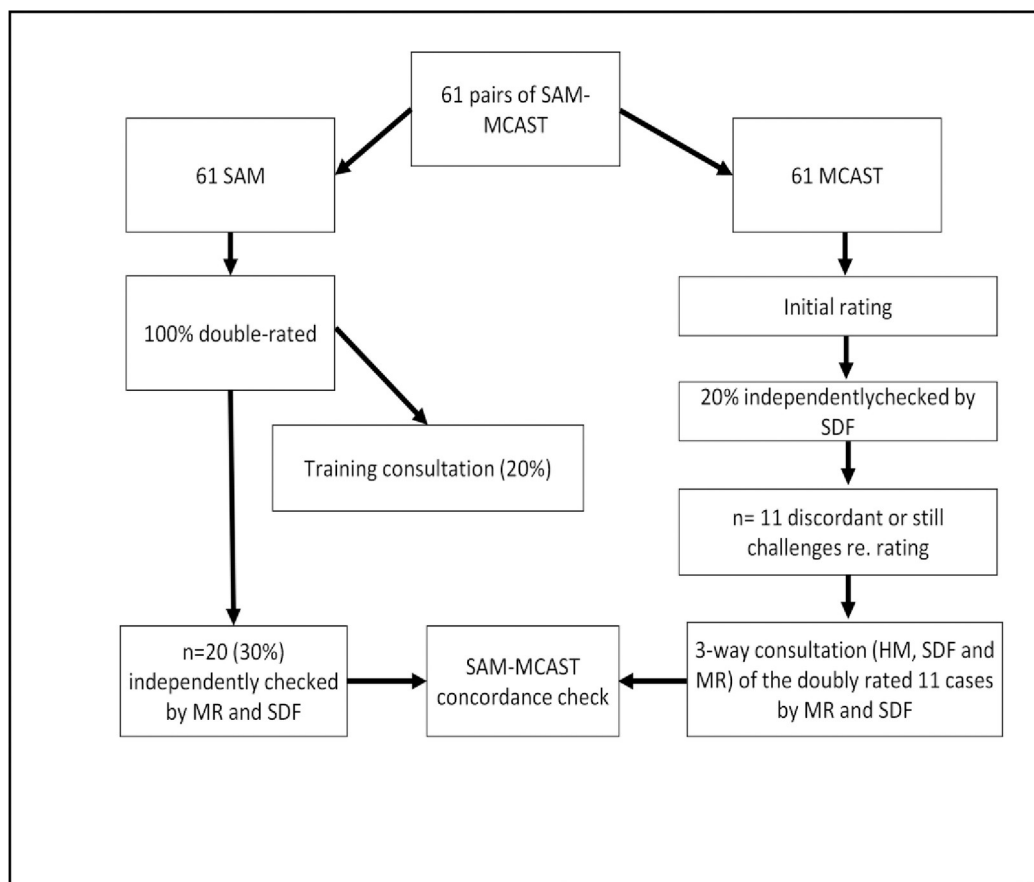 61 pairs of SAM-
MCAST
61 SAM
61 MCAST
100% double-rated
Initial rating
20% independentlychecked by
SDF
Training consultation (20%)
n= 11 discordant or still
challenges re. rating
n=20 (30%)
independently checked
by MR and SDF
SAM-MCAST
concordance check
3-way consultation (HM, SDF and
MR) of the doubly rated 11 cases
by MR and SDF